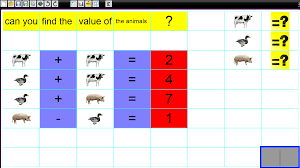 can you find the value of the animals ?
=?
=?
+ = 2
=?
+ = 4
+ = 7
- = 1